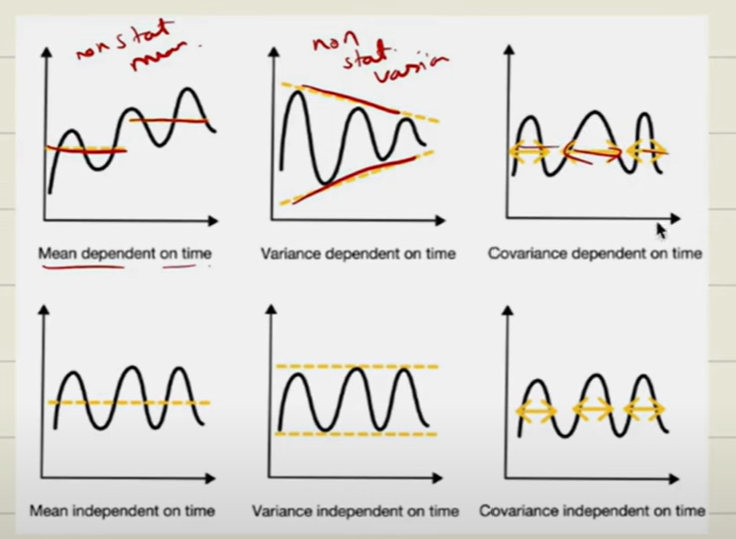 non stat
mean.
non
stat.
varian
Mean dependent on time
Variance dependent on time
Covariance dependent on time
Mean independent on time
Variance independent on time
Covariance independent on time